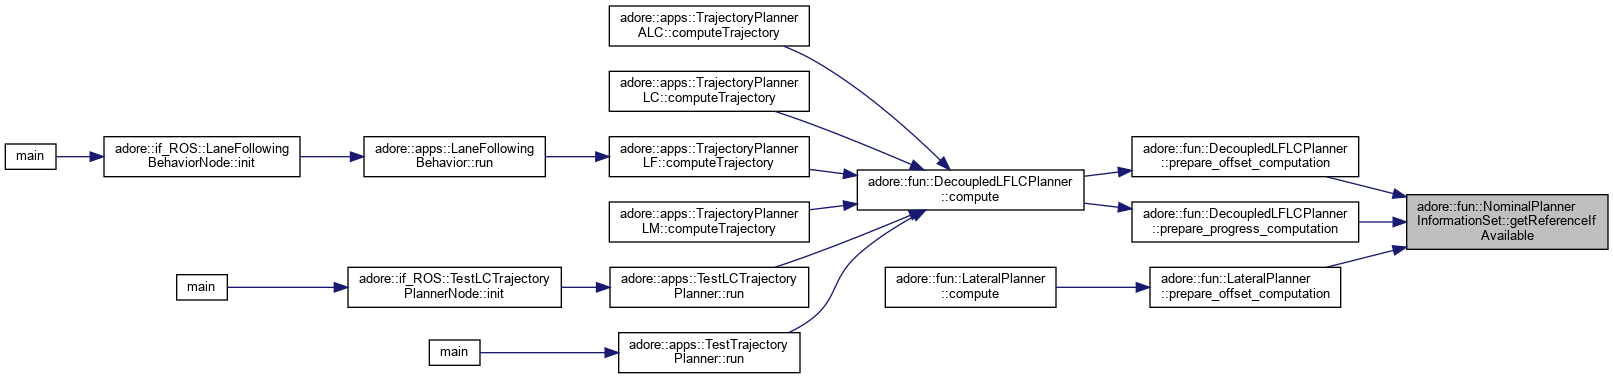 adore::apps::TrajectoryPlanner
ALC::computeTrajectory
adore::apps::TrajectoryPlanner
LC::computeTrajectory
main
adore::if_ROS::LaneFollowing
BehaviorNode::init
adore::apps::LaneFollowing
Behavior::run
adore::apps::TrajectoryPlanner
LF::computeTrajectory
adore::fun::DecoupledLFLCPlanner
::compute
adore::fun::DecoupledLFLCPlanner
::prepare_offset_computation
adore::fun::NominalPlanner
InformationSet::getReferenceIf
Available
adore::apps::TrajectoryPlanner
LM::computeTrajectory
adore::fun::DecoupledLFLCPlanner
::prepare_progress_computation
main
adore::if_ROS::TestLCTrajectory
PlannerNode::init
adore::apps::TestLCTrajectory
Planner::run
adore::fun::LateralPlanner
::compute
adore::fun::LateralPlanner
::prepare_offset_computation
main
adore::apps::TestTrajectory
Planner::run